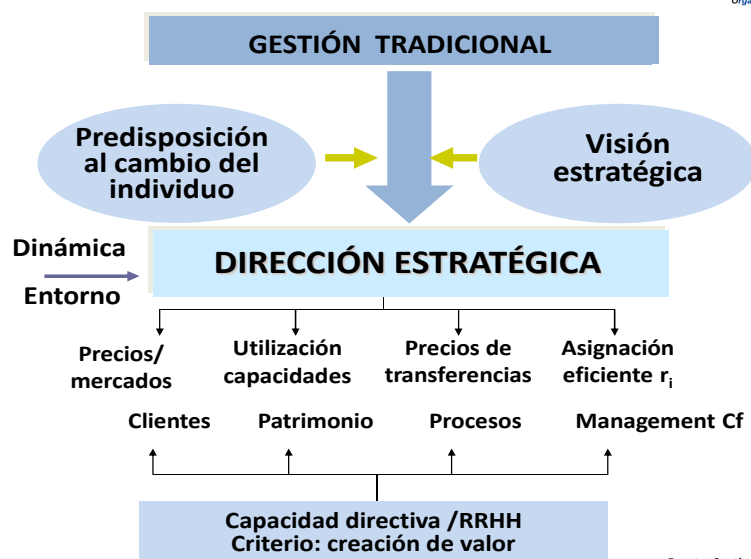 GESTIÓN TRADICIONAL
Predisposición
al cambio del
individuo
Visión
estratégica
Dinámica
Entorno
DIRECCIÓN ESTRATÉGICA
Precios/
mercados
Utilización
capacidades
Precios de
transferencias
Asignación
eficiente rᵢ
Clientes
Patrimonio
Procesos
Management Cf
Capacidad directiva /RRHH
Criterio: creación de valor